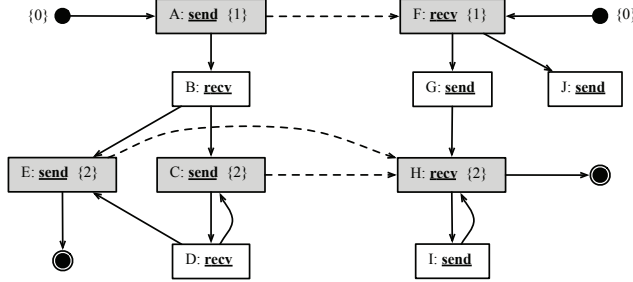 {0} A: send {1} F: recv {1} {0}
B: recv G: send J: send
E: send {2} C: send {2} H: recv {2}
D: recv I: send